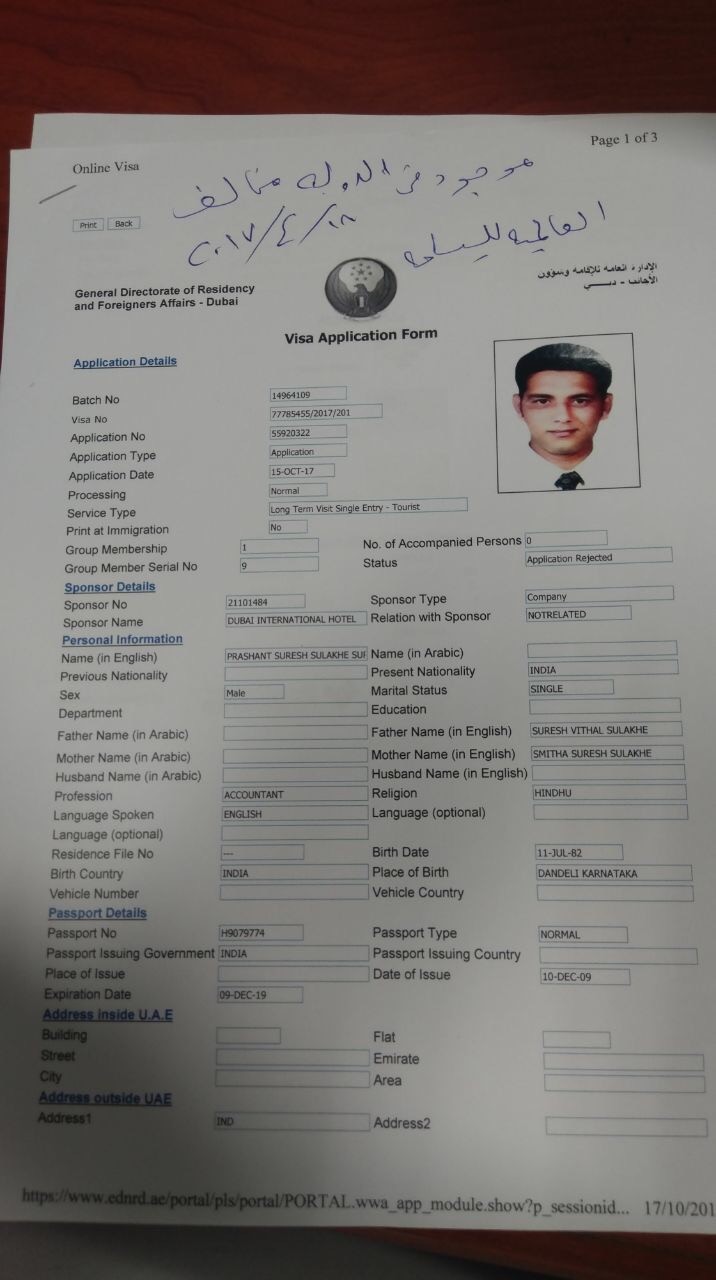 Page 1 of 3
Online Visa
موجود في الدولة مخالف
Print Back
٢٠١٧/٤/١٨
العالمية للسياحة
General Directorate of Residency
and Foreigners Affairs - Dubai
الإدارة العامة للإقامة وشؤون
الأجانب - دبـــي
Visa Application Form
Application Details
Batch No 14964109
Visa No 77785455/2017/201
Application No 55920322
Application Type Application
Application Date 15-OCT-17
Processing Normal
Service Type Long Term Visit Single Entry - Tourist
Print at Immigration No
Group Membership 1 No. of Accompanied Persons 0
Group Member Serial No 9 Status Application Rejected
Sponsor Details
Sponsor No 21101484 Sponsor Type Company
Sponsor Name DUBAI INTERNATIONAL HOTEL Relation with Sponsor NOTRELATED
Personal Information
Name (in English) PRASHANT SURESH SULAKHE SUR Name (in Arabic)
Previous Nationality Present Nationality INDIA
Sex Male Marital Status SINGLE
Department Education
Father Name (in Arabic) Father Name (in English) SURESH VITHAL SULAKHE
Mother Name (in Arabic) Mother Name (in English) SMITHA SURESH SULAKHE
Husband Name (in Arabic) Husband Name (in English)
Profession ACCOUNTANT Religion HINDHU
Language Spoken ENGLISH Language (optional)
Language (optional)
Residence File No --- Birth Date 11-JUL-82
Birth Country INDIA Place of Birth DANDELI KARNATAKA
Vehicle Number Vehicle Country
Passport Details
Passport No H9079774 Passport Type NORMAL
Passport Issuing Government INDIA Passport Issuing Country
Place of Issue Date of Issue 10-DEC-09
Expiration Date 09-DEC-19
Address inside U.A.E
Building Flat
Street Emirate
City Area
Address outside UAE
Address1 IND Address2
https://www.ednrd.ae/portal/pls/portal/PORTAL.wwa_app_module.show?p_sessionid... 17/10/201